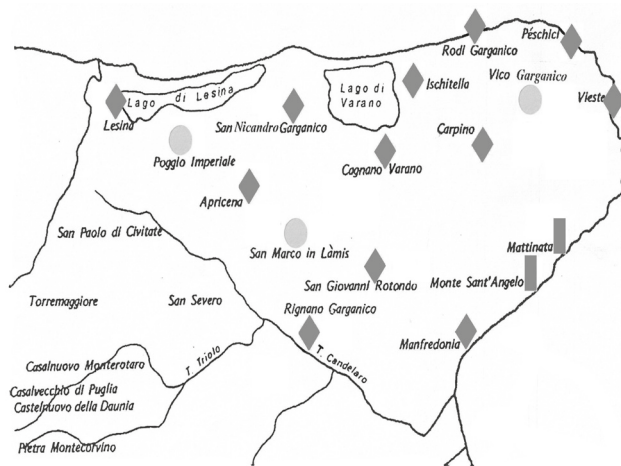 Rodi Garganico
Péschici
Lago di Lesina
Lago di
Varano
Ischitella
Vico Garganico
Vieste
Lesina
San Nicandro Garganico
Carpino
Poggio Imperiale
Cagnano Varano
Apricena
San Paolo di Civitate
San Marco in Làmis
Mattinata
San Giovanni Rotondo
Monte Sant'Angelo
Torremaggiore
San Severo
Rignano Garganico
Manfredonia
T. Triolo
T. Candelaro
Casalnuovo Monterotaro
Casalvecchio di Puglia
Castelnuovo della Daunia
Pietra Montecorvino